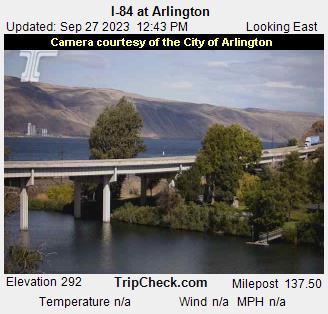 I-84 at Arlington
Updated: Sep 27 2023 12:43 PM Looking East
Camera courtesy of the City of Arlington
Elevation 292 TripCheck.com Milepost 137.50
Temperature n/a Wind n/a MPH n/a